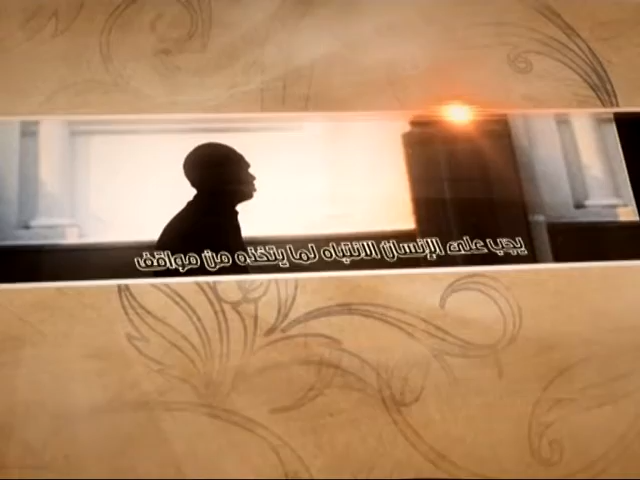 يجب على الإنسان الانتباه لما يتخذه من مواقف